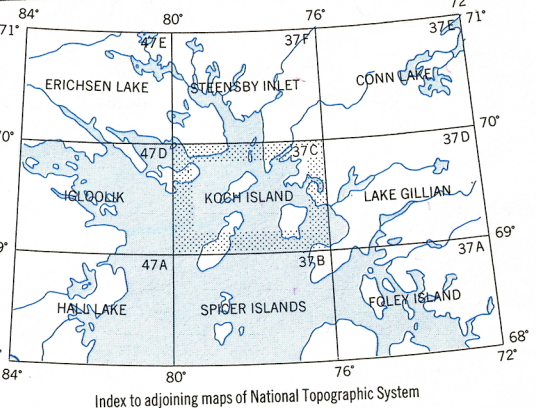 84° 80° 76° 72
71° 47E 37F 37E 71°
ERICHSEN LAKE STEENSBY INLET CONN LAKE
70° 47D 37C 37D 70°
IGLOOLIK KOCH ISLAND LAKE GILLIAN
9° 47A 37B 37A 69°
HALL LAKE SPICER ISLANDS FOLEY ISLAND
68°
84° 80° 76° 72°
Index to adjoining maps of National Topographic System